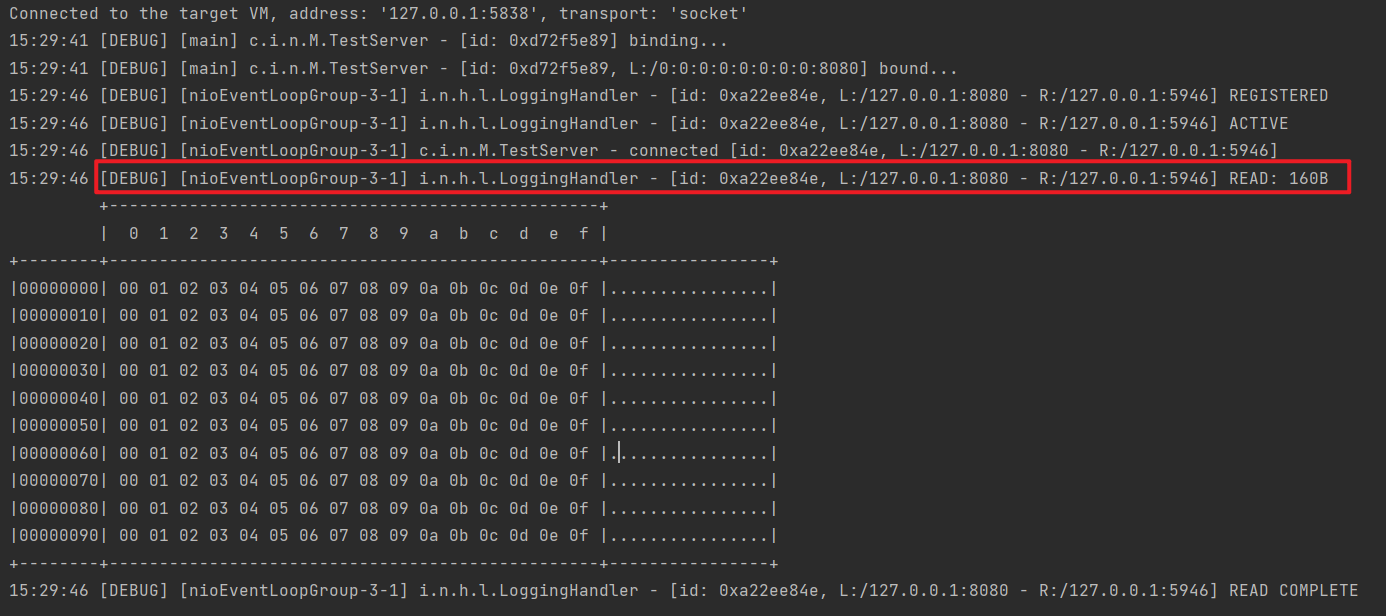 Connected to the target VM, address: '127.0.0.1:5838', transport: 'socket'
15:29:41 [DEBUG] [main] c.i.n.M.TestServer - [id: 0xd72f5e89] binding...
15:29:41 [DEBUG] [main] c.i.n.M.TestServer - [id: 0xd72f5e89, L:/0:0:0:0:0:0:0:0:8080] bound...
15:29:46 [DEBUG] [nioEventLoopGroup-3-1] i.n.h.l.LoggingHandler - [id: 0xa22ee84e, L:/127.0.0.1:8080 - R:/127.0.0.1:5946] REGISTERED
15:29:46 [DEBUG] [nioEventLoopGroup-3-1] i.n.h.l.LoggingHandler - [id: 0xa22ee84e, L:/127.0.0.1:8080 - R:/127.0.0.1:5946] ACTIVE
15:29:46 [DEBUG] [nioEventLoopGroup-3-1] c.i.n.M.TestServer - connected [id: 0xa22ee84e, L:/127.0.0.1:8080 - R:/127.0.0.1:5946]
15:29:46 [DEBUG] [nioEventLoopGroup-3-1] i.n.h.l.LoggingHandler - [id: 0xa22ee84e, L:/127.0.0.1:8080 - R:/127.0.0.1:5946] READ: 160B
         +-------------------------------------------------+
         |  0  1  2  3  4  5  6  7  8  9  a  b  c  d  e  f |
+--------+-------------------------------------------------+----------------+
|00000000| 00 01 02 03 04 05 06 07 08 09 0a 0b 0c 0d 0e 0f |................|
|00000010| 00 01 02 03 04 05 06 07 08 09 0a 0b 0c 0d 0e 0f |................|
|00000020| 00 01 02 03 04 05 06 07 08 09 0a 0b 0c 0d 0e 0f |................|
|00000030| 00 01 02 03 04 05 06 07 08 09 0a 0b 0c 0d 0e 0f |................|
|00000040| 00 01 02 03 04 05 06 07 08 09 0a 0b 0c 0d 0e 0f |................|
|00000050| 00 01 02 03 04 05 06 07 08 09 0a 0b 0c 0d 0e 0f |................|
|00000060| 00 01 02 03 04 05 06 07 08 09 0a 0b 0c 0d 0e 0f |................|
|00000070| 00 01 02 03 04 05 06 07 08 09 0a 0b 0c 0d 0e 0f |................|
|00000080| 00 01 02 03 04 05 06 07 08 09 0a 0b 0c 0d 0e 0f |................|
|00000090| 00 01 02 03 04 05 06 07 08 09 0a 0b 0c 0d 0e 0f |................|
+--------+-------------------------------------------------+----------------+
15:29:46 [DEBUG] [nioEventLoopGroup-3-1] i.n.h.l.LoggingHandler - [id: 0xa22ee84e, L:/127.0.0.1:8080 - R:/127.0.0.1:5946] READ COMPLETE